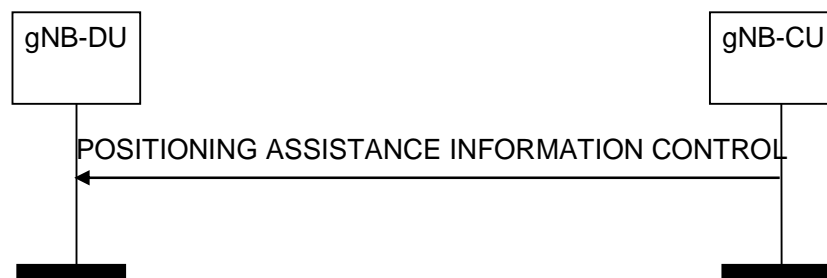 gNB-DU
gNB-CU
POSITIONING ASSISTANCE INFORMATION CONTROL